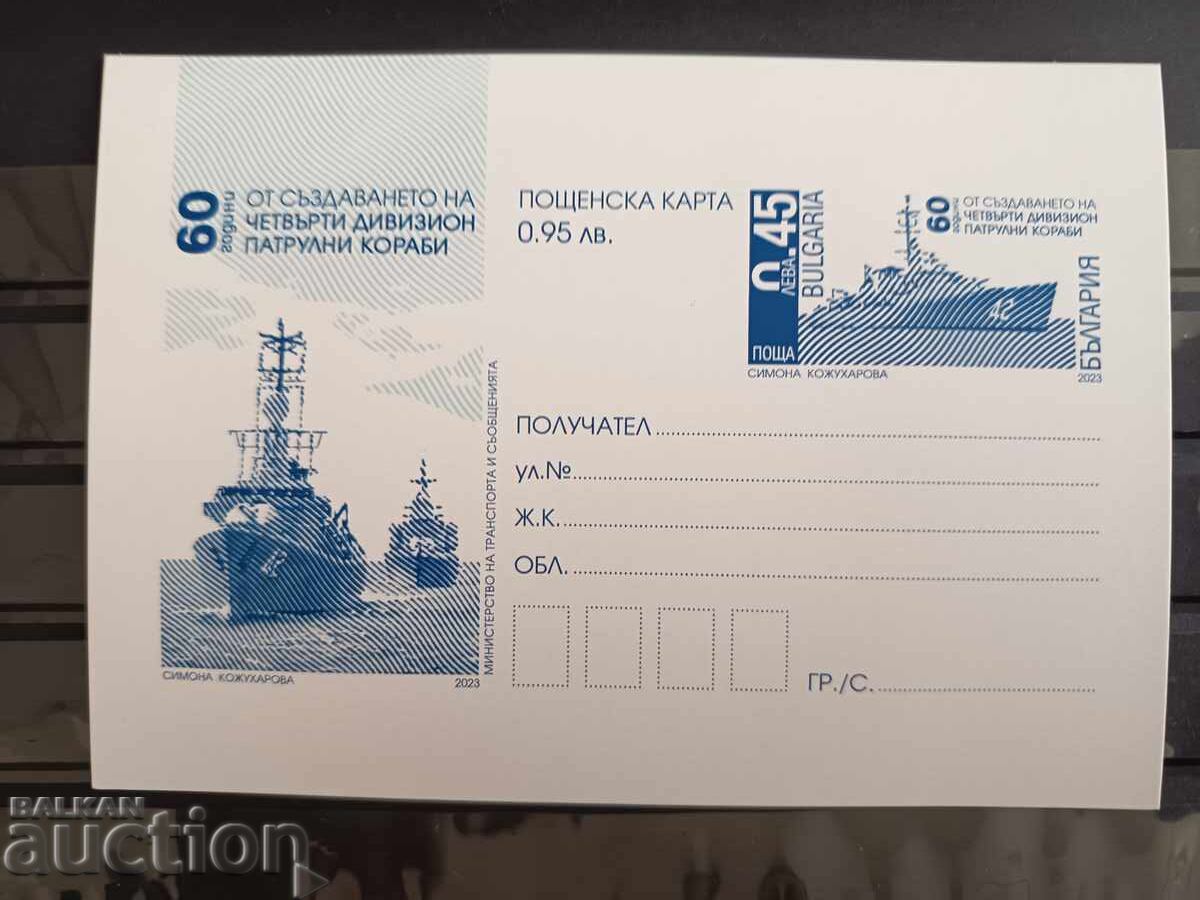 60 години
ОТ СЪЗДАВАНЕТО НА
ЧЕТВЪРТИ ДИВИЗИОН
ПАТРУЛНИ КОРАБИ
СИМОНА КОЖУХАРОВА
2023
МИНИСТЕРСТВО НА ТРАНСПОРТА И СЪОБЩЕНИЯТА
ПОЩЕНСКА КАРТА
0.95 лв.
0.45
ЛЕВА
ПОЩА
BULGARIA
60 години
ОТ СЪЗДАВАНЕТО НА
ЧЕТВЪРТИ ДИВИЗИОН
ПАТРУЛНИ КОРАБИ
42
БЪЛГАРИЯ
СИМОНА КОЖУХАРОВА
2023
ПОЛУЧАТЕЛ
ул.№
Ж.К.
ОБЛ.
ГР./С.
BALKAN
auction